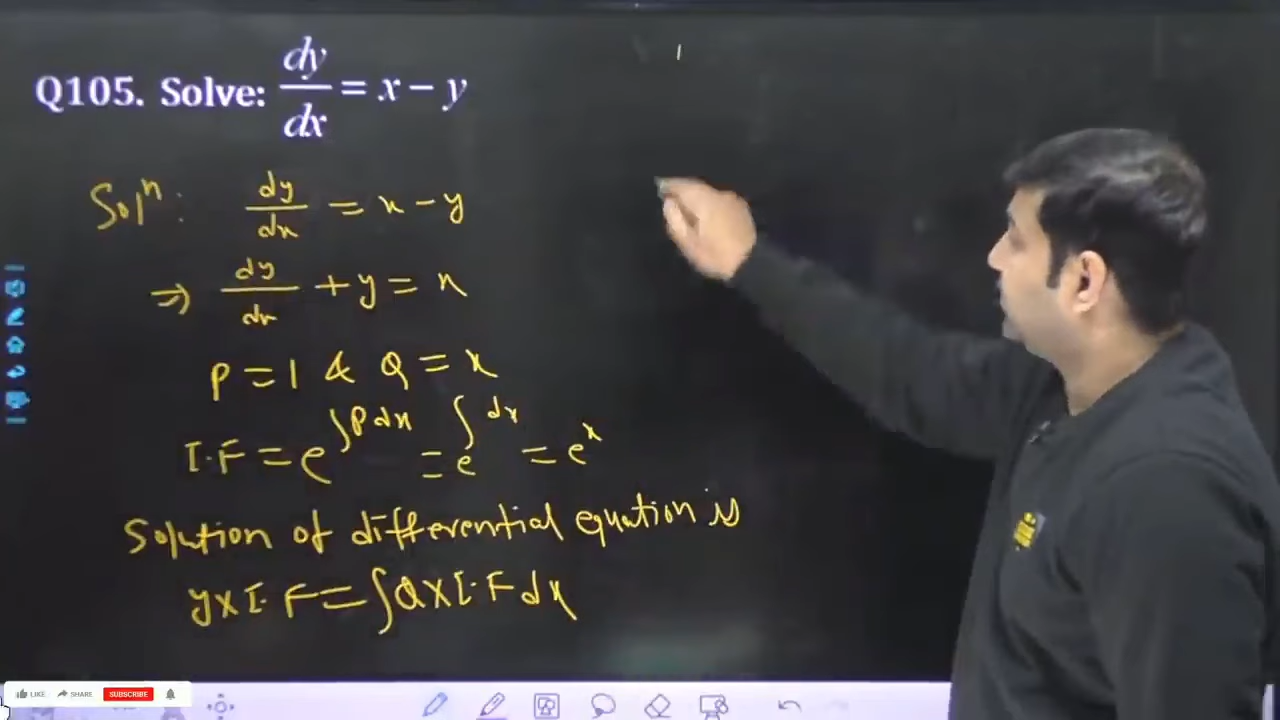 Q105. Solve: dy/dx = x − y
Solⁿ: dy/dx = x − y
⇒ dy/dx + y = x
P = 1 & Q = x
I.F = e^∫P dx = e^∫dx = e^x
Solution of differential equation is
y × I.F = ∫Q × I.F dx
LIKE SHARE SUBSCRIBE